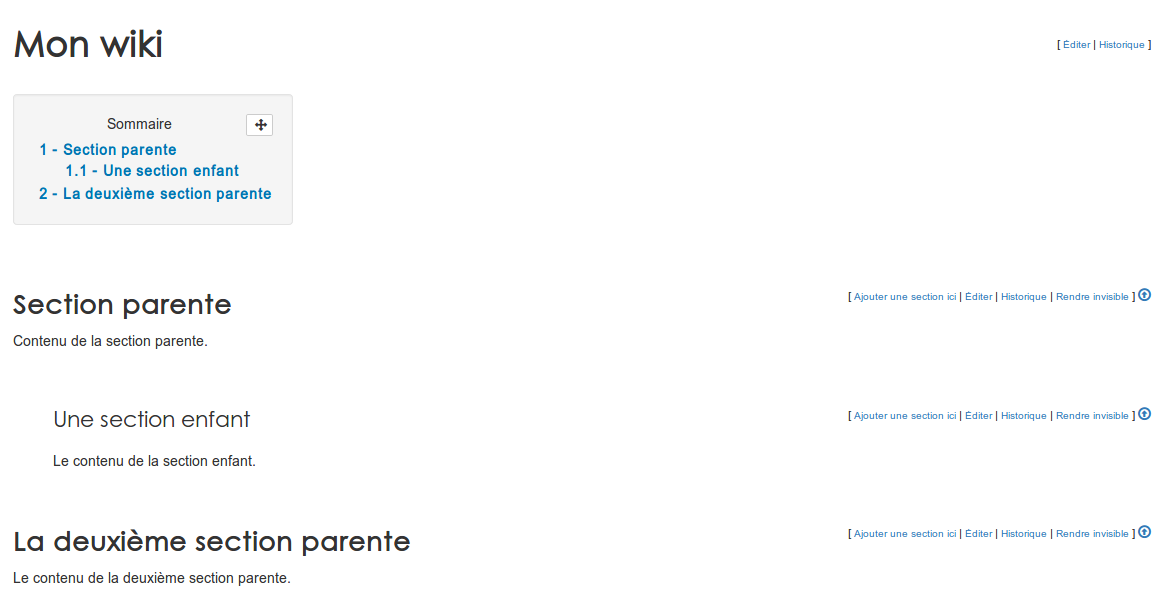 Mon wiki
[ Éditer | Historique ]
Sommaire
1 - Section parente
1.1 - Une section enfant
2 - La deuxième section parente
Section parente
[ Ajouter une section ici | Éditer | Historique | Rendre invisible ]
Contenu de la section parente.
Une section enfant
[ Ajouter une section ici | Éditer | Historique | Rendre invisible ]
Le contenu de la section enfant.
La deuxième section parente
[ Ajouter une section ici | Éditer | Historique | Rendre invisible ]
Le contenu de la deuxième section parente.